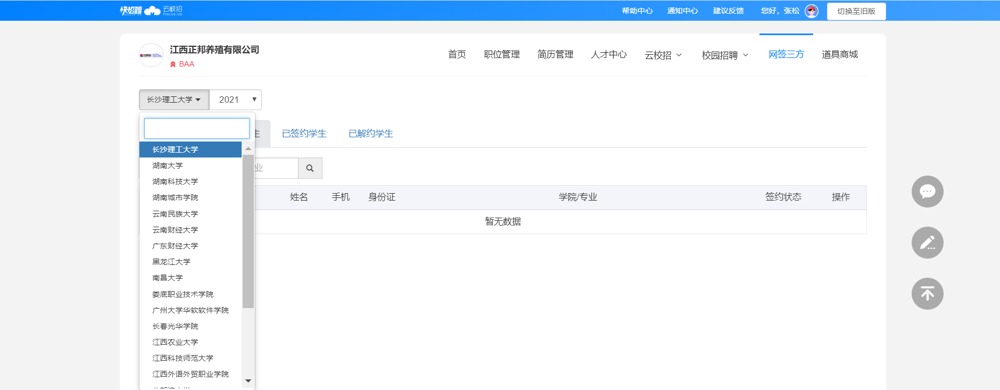 快招聘 云校招 Precise Job 帮助中心 通知中心 建议反馈 您好，张松 切换至旧版
江西正邦养殖有限公司
BAA
首页 职位管理 简历管理 人才中心 云校招 校园招聘 网签三方 道具商城
长沙理工大学 2021
生 已签约学生 已解约学生
业
姓名 手机 身份证 学院/专业 签约状态 操作
暂无数据
长沙理工大学
湖南大学
湖南科技大学
湖南城市学院
云南民族大学
云南财经大学
广东财经大学
黑龙江大学
南昌大学
娄底职业技术学院
广州大学华软软件学院
长春光华学院
江西农业大学
江西科技师范大学
江西外语外贸职业学院